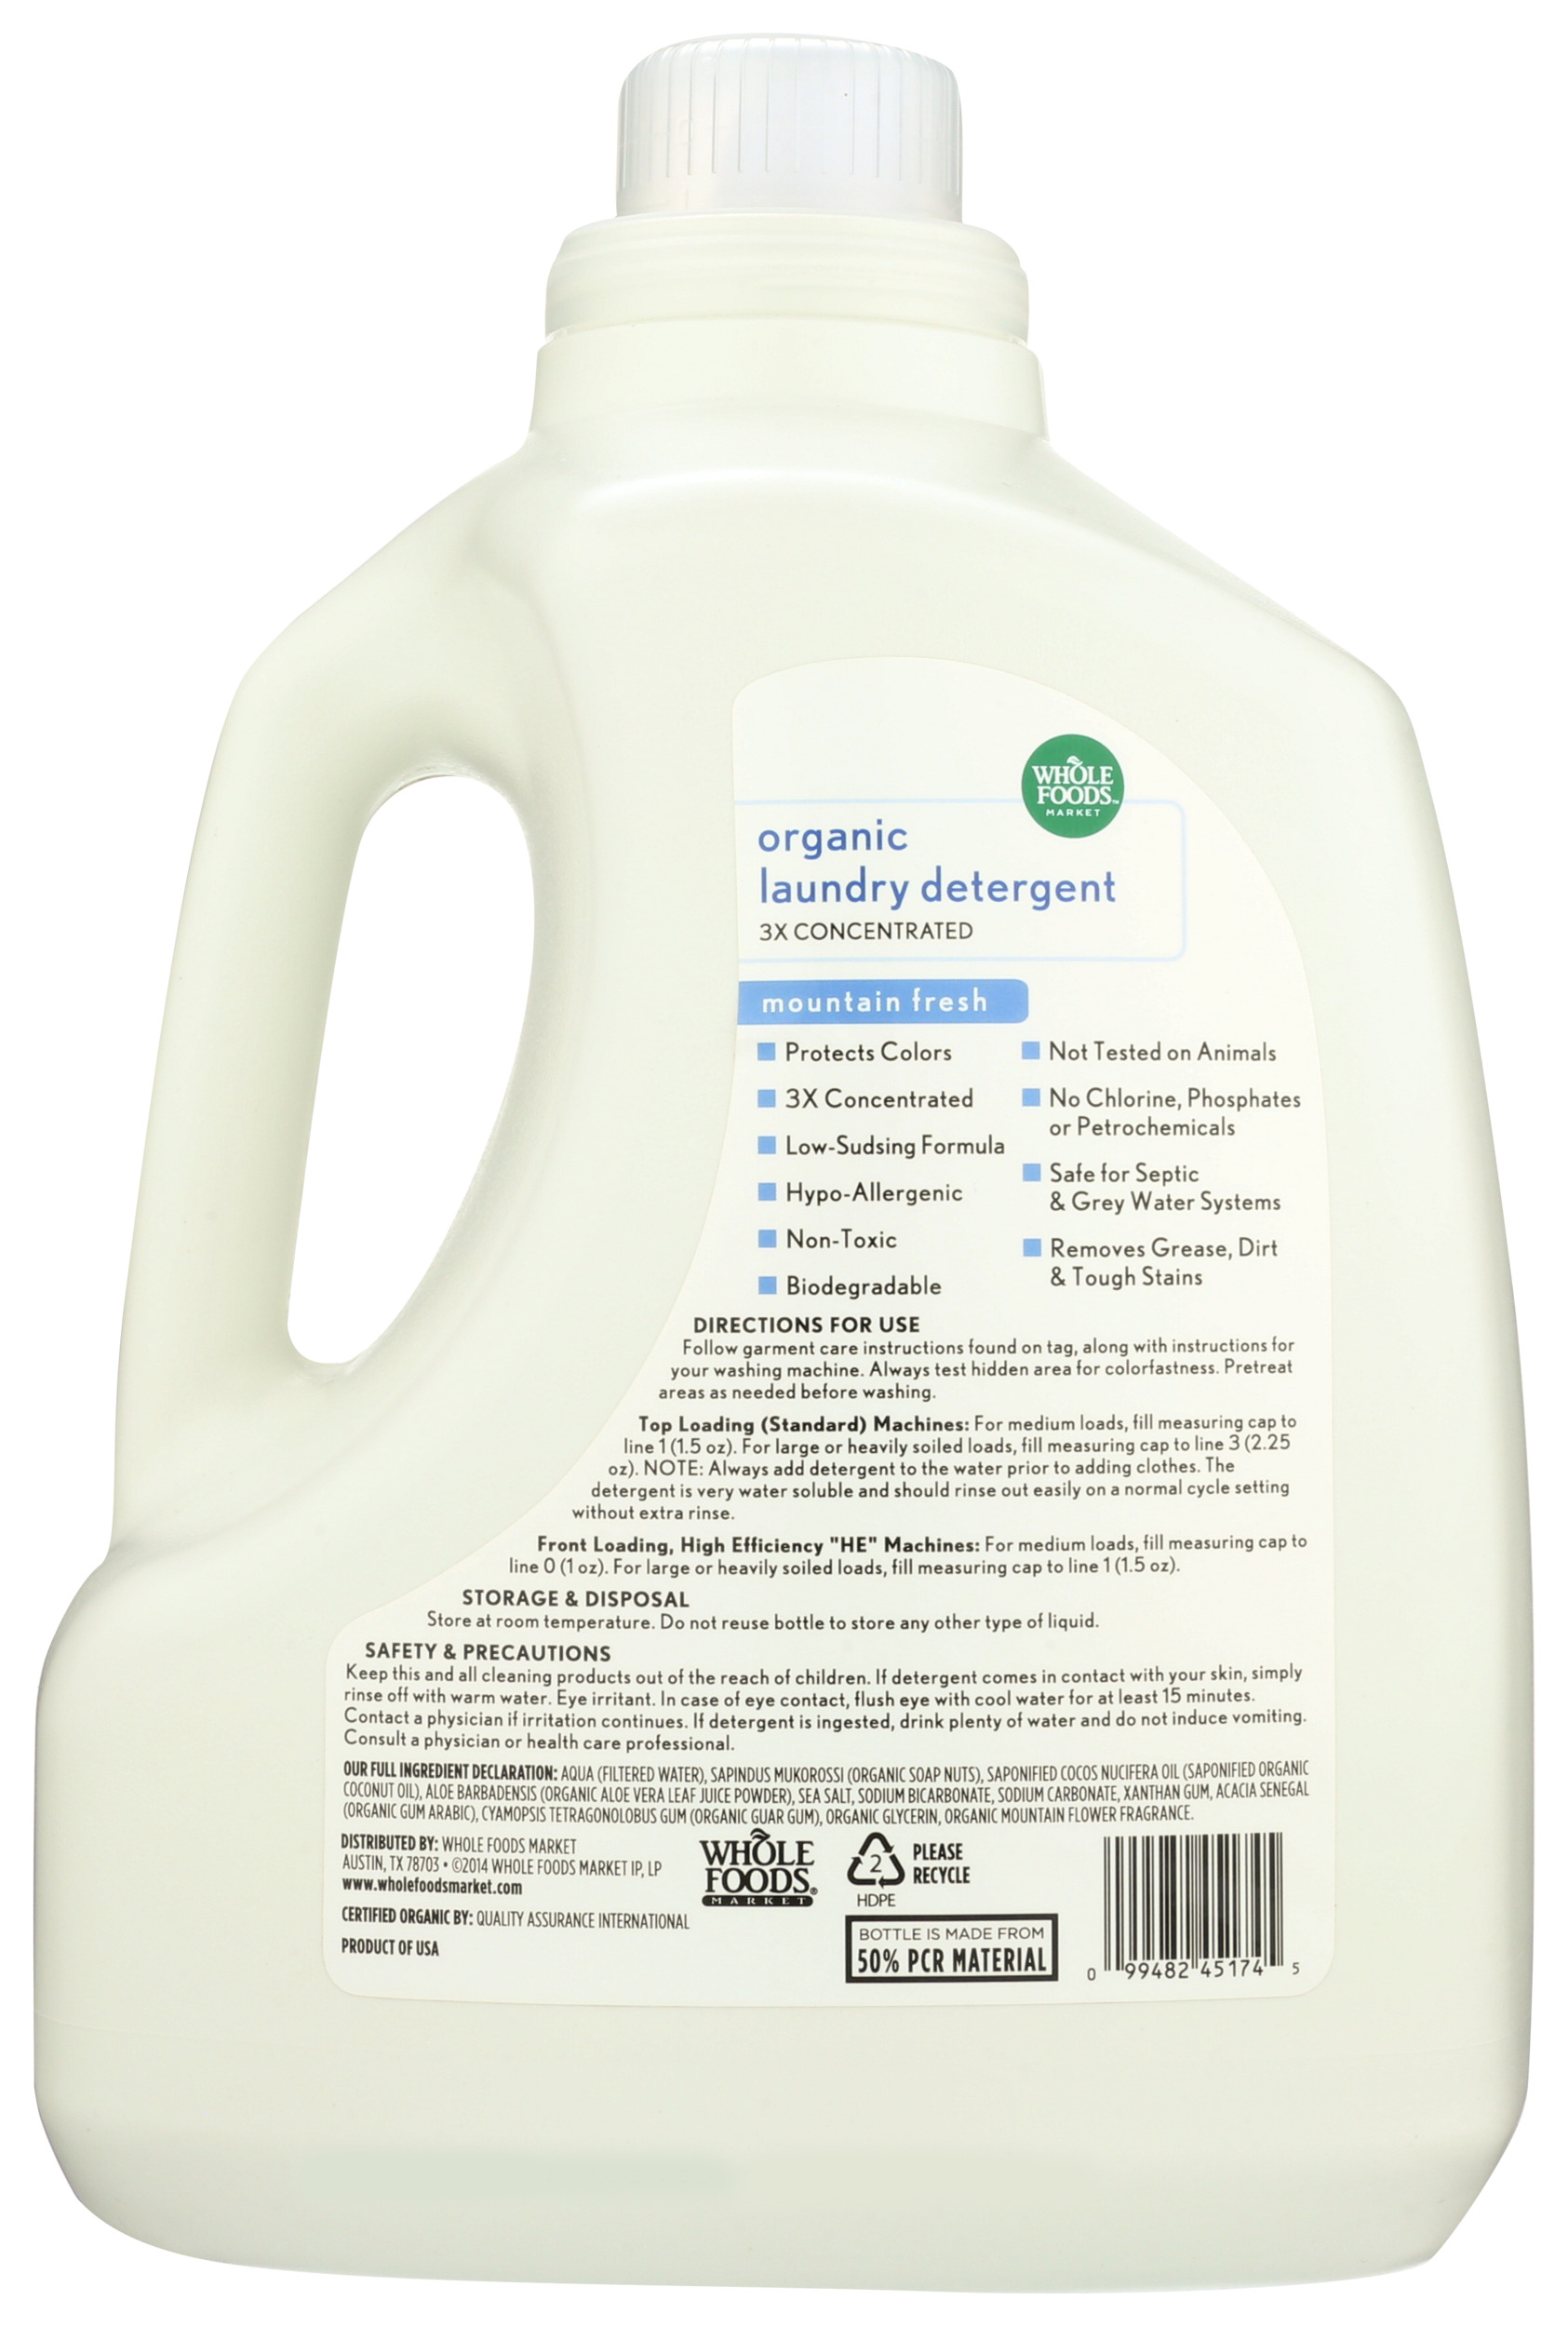 WHOLE
FOODS™
MARKET
organic
laundry detergent
3X CONCENTRATED
mountain fresh
Protects Colors
3X Concentrated
Low-Sudsing Formula
Hypo-Allergenic
Non-Toxic
Biodegradable
Not Tested on Animals
No Chlorine, Phosphates
or Petrochemicals
Safe for Septic
& Grey Water Systems
Removes Grease, Dirt
& Tough Stains
DIRECTIONS FOR USE
Follow garment care instructions found on tag, along with instructions for
your washing machine. Always test hidden area for colorfastness. Pretreat
areas as needed before washing.
Top Loading (Standard) Machines: For medium loads, fill measuring cap to
line 1 (1.5 oz). For large or heavily soiled loads, fill measuring cap to line 3 (2.25
oz). NOTE: Always add detergent to the water prior to adding clothes. The
detergent is very water soluble and should rinse out easily on a normal cycle setting
without extra rinse.
Front Loading, High Efficiency "HE" Machines: For medium loads, fill measuring cap to
line 0 (1 oz). For large or heavily soiled loads, fill measuring cap to line 1 (1.5 oz).
STORAGE & DISPOSAL
Store at room temperature. Do not reuse bottle to store any other type of liquid.
SAFETY & PRECAUTIONS
Keep this and all cleaning products out of the reach of children. If detergent comes in contact with your skin, simply
rinse off with warm water. Eye irritant. In case of eye contact, flush eye with cool water for at least 15 minutes.
Contact a physician if irritation continues. If detergent is ingested, drink plenty of water and do not induce vomiting.
Consult a physician or health care professional.
OUR FULL INGREDIENT DECLARATION: AQUA (FILTERED WATER), SAPINDUS MUKOROSSI (ORGANIC SOAP NUTS), SAPONIFIED COCOS NUCIFERA OIL (SAPONIFIED ORGANIC
COCONUT OIL), ALOE BARBADENSIS (ORGANIC ALOE VERA LEAF JUICE POWDER), SEA SALT, SODIUM BICARBONATE, SODIUM CARBONATE, XANTHAN GUM, ACACIA SENEGAL
(ORGANIC GUM ARABIC), CYAMOPSIS TETRAGONOLOBUS GUM (ORGANIC GUAR GUM), ORGANIC GLYCERIN, ORGANIC MOUNTAIN FLOWER FRAGRANCE.
DISTRIBUTED BY: WHOLE FOODS MARKET
AUSTIN, TX 78703 • ©2014 WHOLE FOODS MARKET IP, LP
www.wholefoodsmarket.com
CERTIFIED ORGANIC BY: QUALITY ASSURANCE INTERNATIONAL
PRODUCT OF USA
WHOLE
FOODS®
MARKET
2
HDPE
PLEASE
RECYCLE
BOTTLE IS MADE FROM
50% PCR MATERIAL
0 99482 45174 5